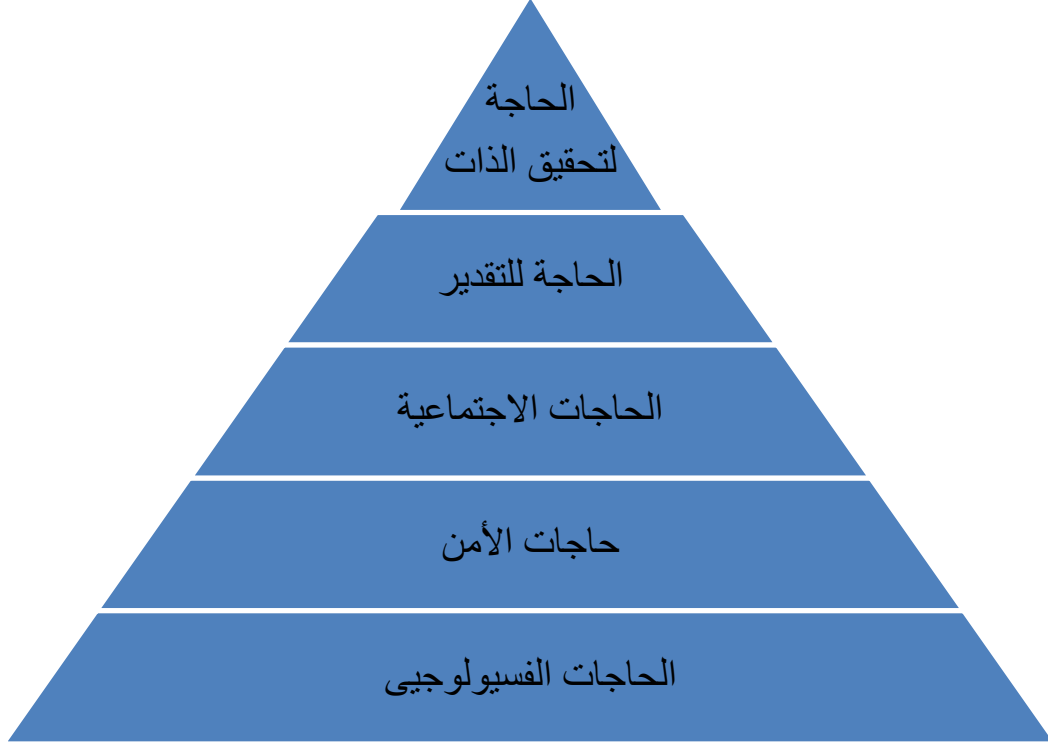 الحاجة
لتحقيق الذات
الحاجة للتقدير
الحاجات الاجتماعية
حاجات الأمن
الحاجات الفسيولوجيى